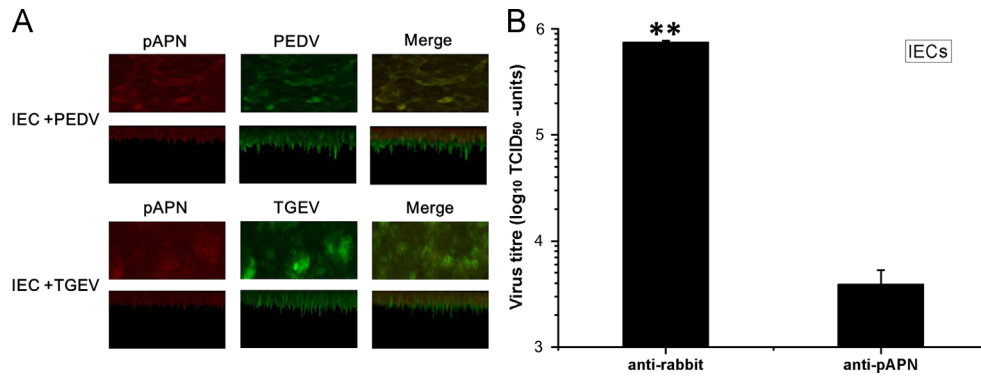 A
pAPN PEDV Merge
IEC +PEDV
pAPN TGEV Merge
IEC +TGEV
B
Virus titre (log₁₀ TCID₅₀ -units)
6
5
4
3
**
IECs
anti-rabbit anti-pAPN